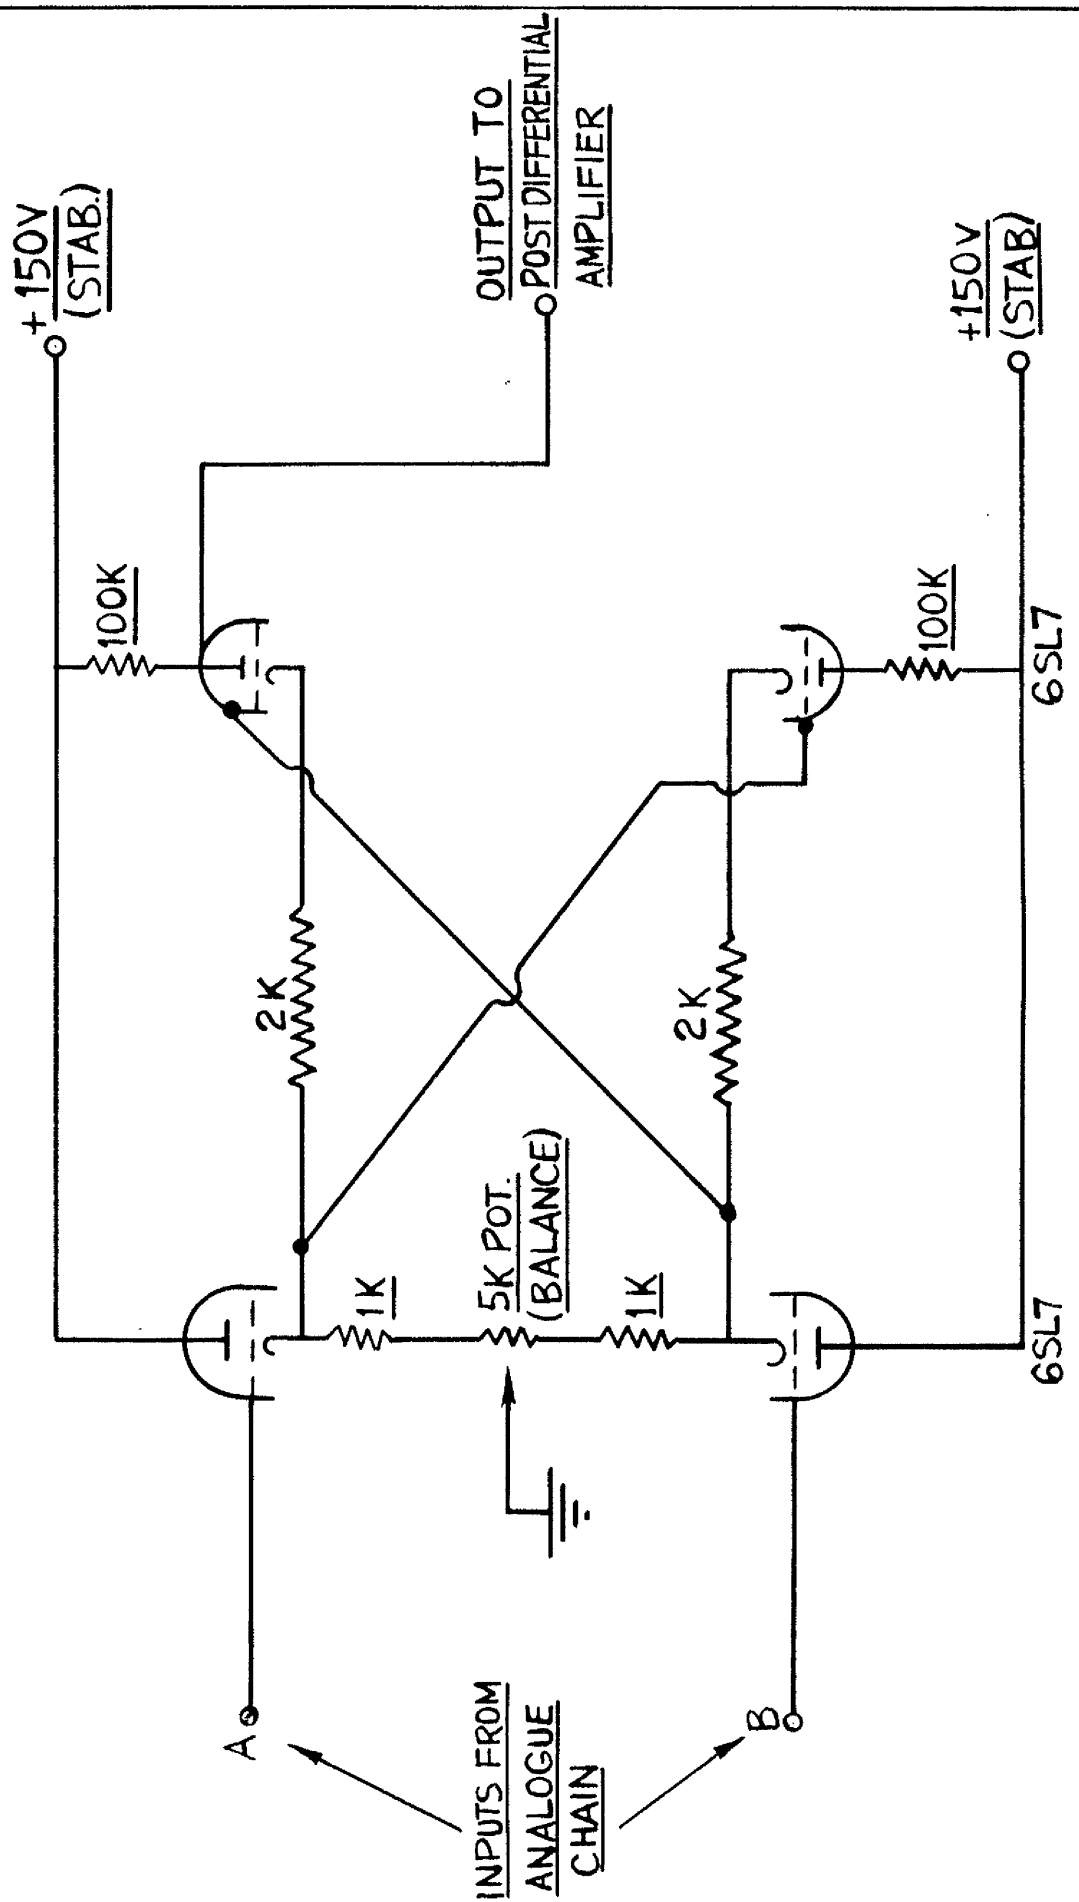 +150V
(STAB.)
100K
2K
1K
5K POT.
(BALANCE)
1K
2K
100K
A
B
INPUTS FROM
ANALOGUE
CHAIN
OUTPUT TO
POST DIFFERENTIAL
AMPLIFIER
+150V
(STAB)
6SL7
6SL7